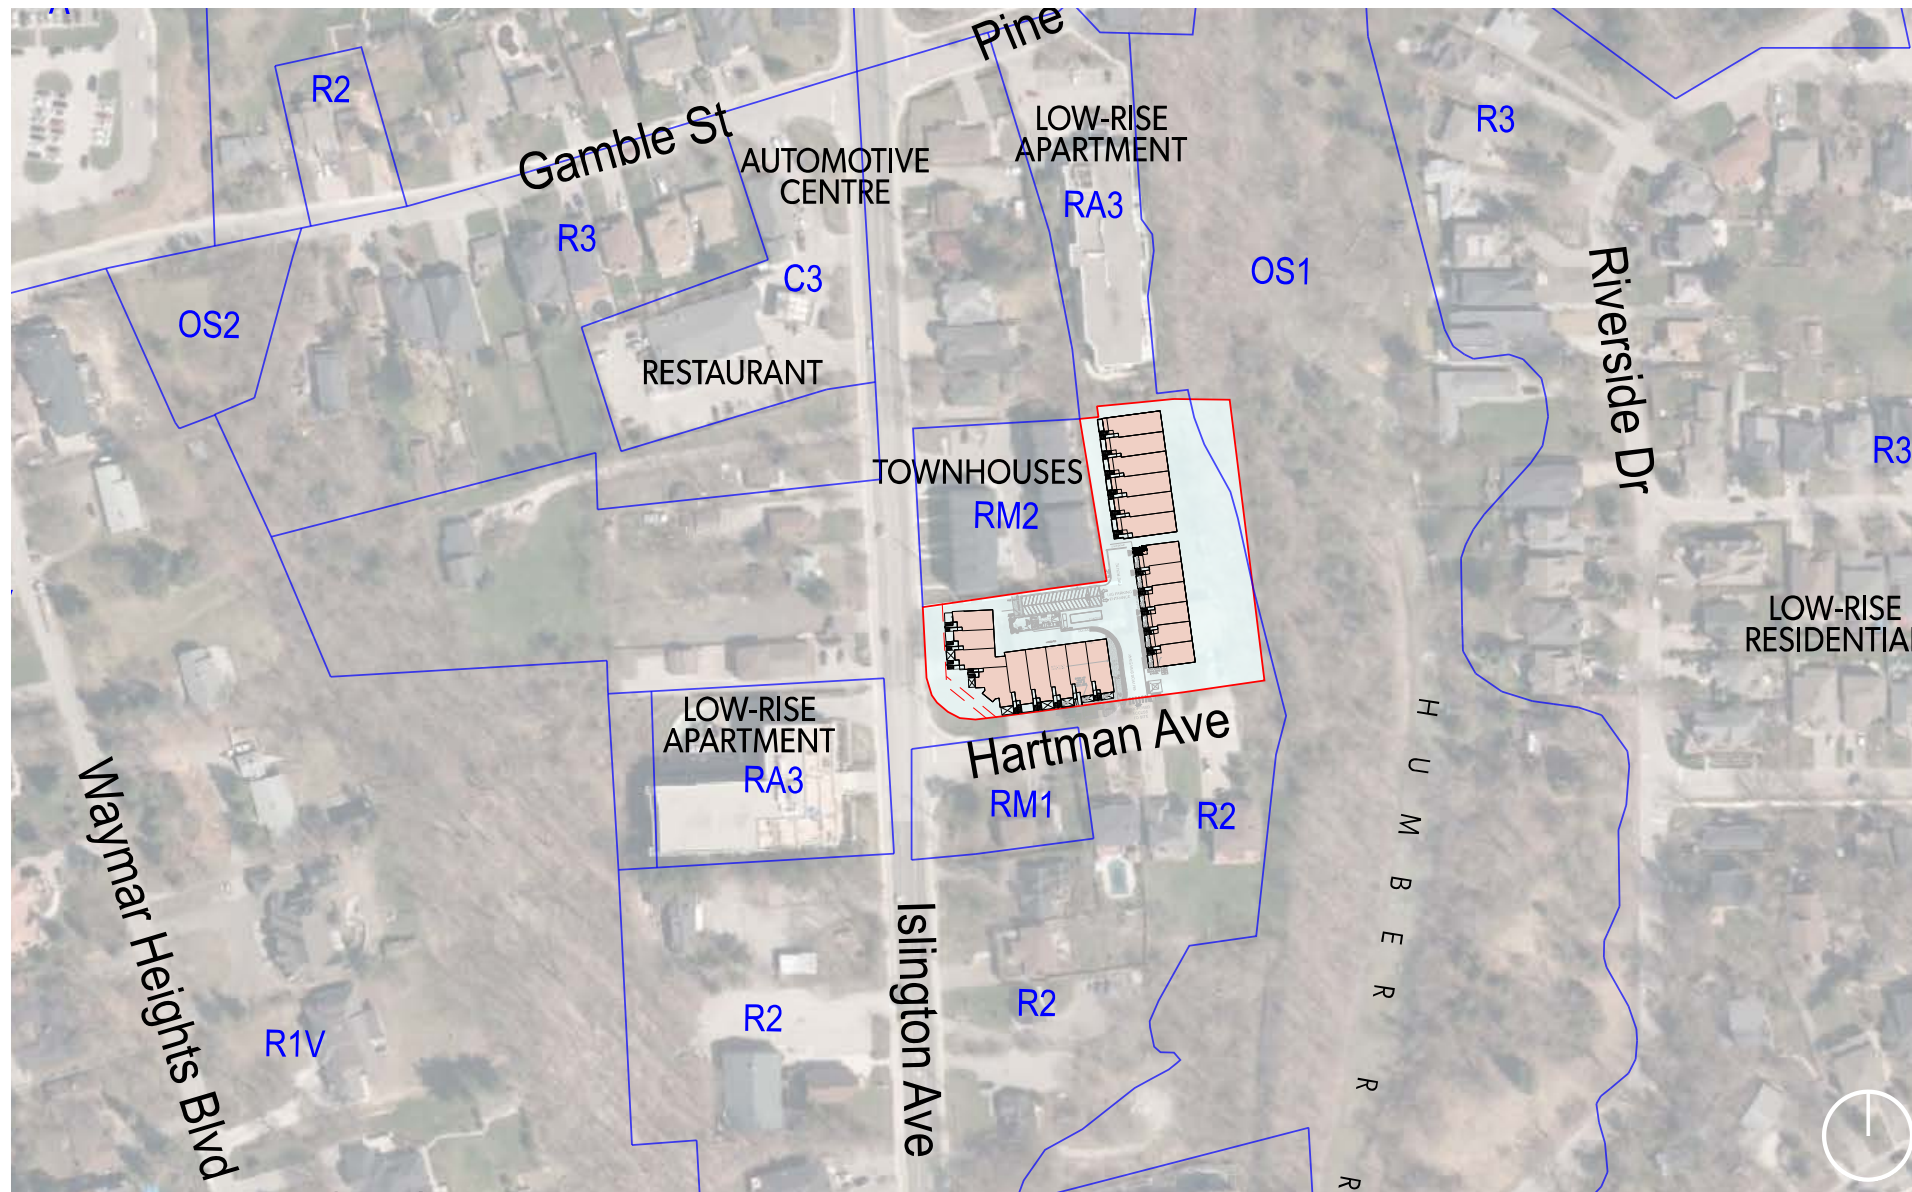 A
Pine
R2
LOW-RISE
APARTMENT
R3
Gamble St
AUTOMOTIVE
CENTRE
RA3
R3
C3
OS1
OS2
Riverside Dr
RESTAURANT
R3
TOWNHOUSES
RM2
LOW-RISE
RESIDENTIA
LOW-RISE
APARTMENT
RA3
Hartman Ave
RM1
R2
Waymar Heights Blvd
Islington Ave
HUMBER R
R2
R2
R1V